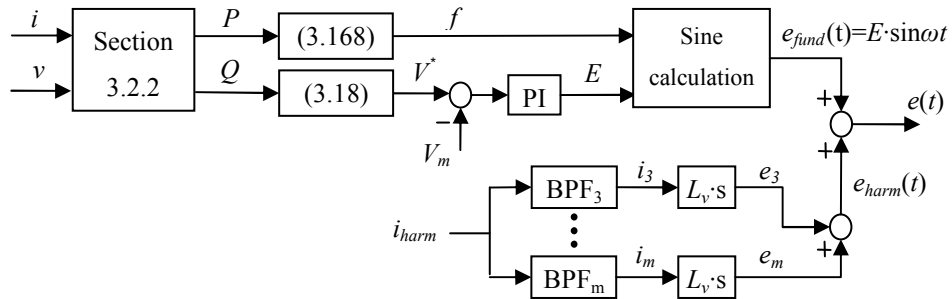 i
v
Section
3.2.2
P
Q
(3.168)
(3.18)
f
V*
−
V_m
PI
E
Sine
calculation
e_fund(t)=E·sinωt
+
+
e(t)
e_harm(t)
i_harm
BPF_3
i_3
L_v·s
e_3
BPF_m
i_m
L_v·s
e_m
+